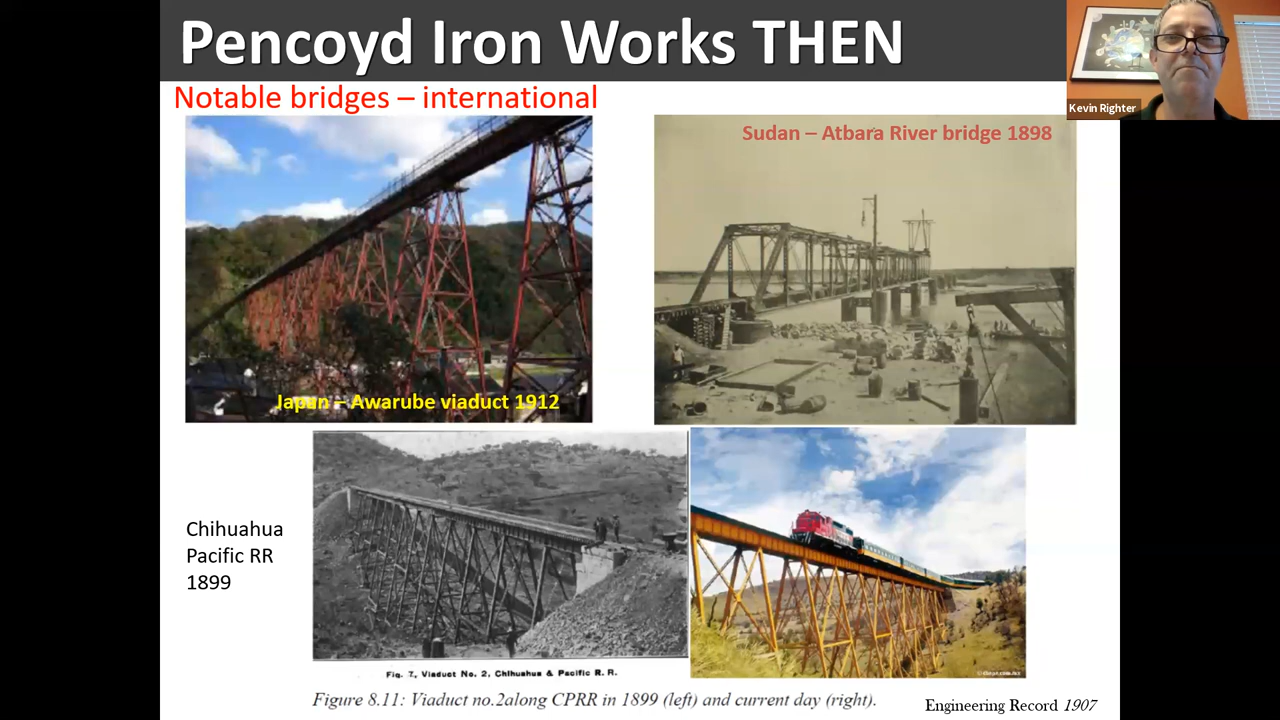 Pencoyd Iron Works THEN
Kevin Righter
Notable bridges – international
Sudan – Atbara River bridge 1898
Japan – Awarube viaduct 1912
Chihuahua
Pacific RR
1899
Fig. 7, Viaduct No. 2, Chihuahua & Pacific R. R.
Figure 8.11: Viaduct no.2along CPRR in 1899 (left) and current day (right).
Engineering Record 1907